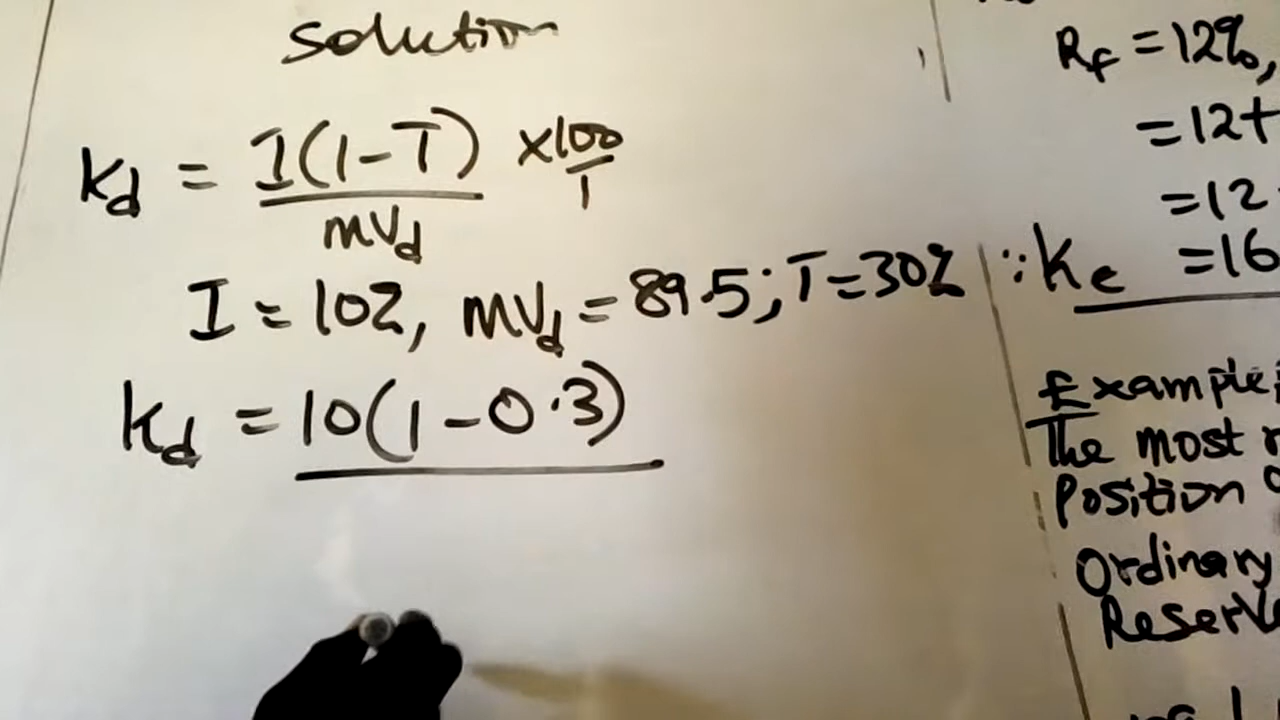 Solution
Kd = I(1-T) x100
MVd 1
I = 10%, MVd = 89.5; T=30%
Kd = 10(1-0.3)
Rf =12%,
=12+
=12
∵ Ke =16
Example
The most
Position
Ordinary
Reserve